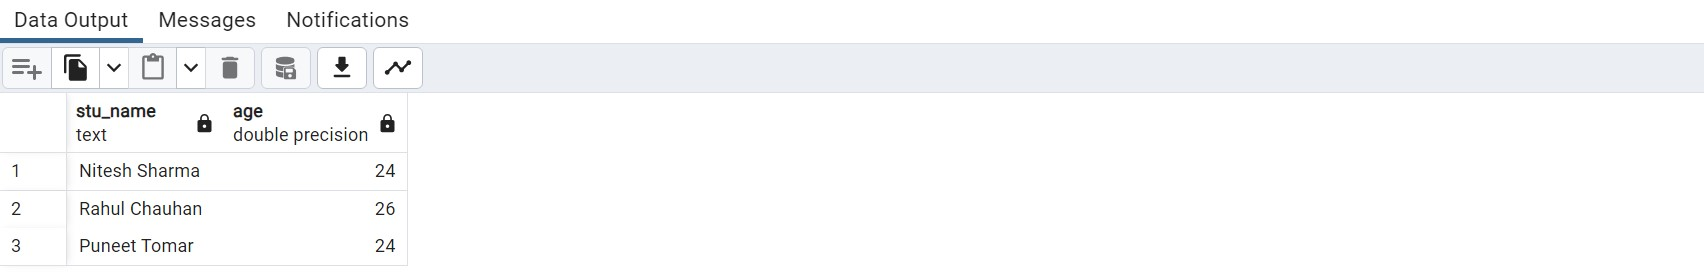 Data Output Messages Notifications
stu_name age
text double precision
1 Nitesh Sharma 24
2 Rahul Chauhan 26
3 Puneet Tomar 24